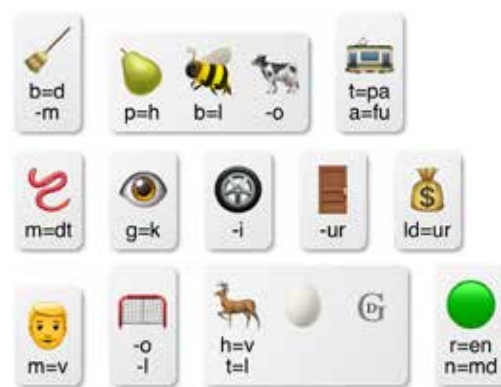 b=d
-m
p=h
b=l
-o
t=pa
a=fu
m=dt
g=k
-i
-ur
$
ld=ur
m=v
-o
-l
h=v
t=l
r=en
n=md